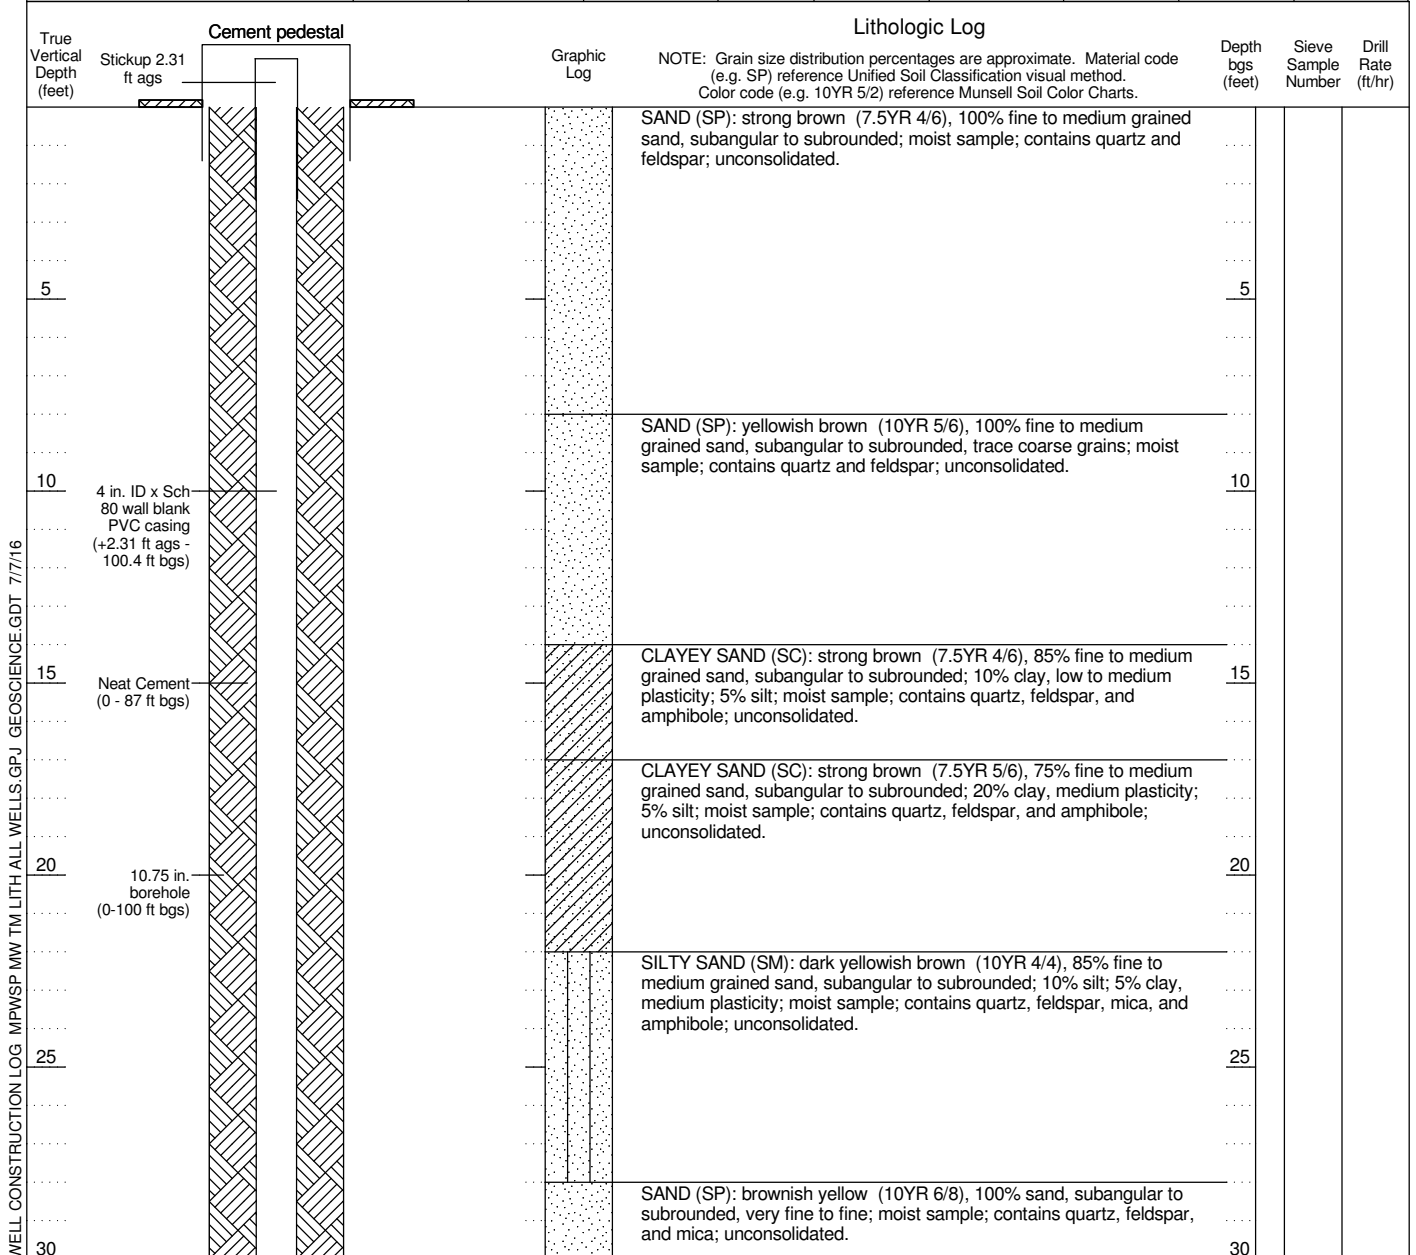 True
Vertical
Depth
(feet)
Stickup 2.31
ft ags
Cement pedestal
Graphic
Log
Lithologic Log
NOTE: Grain size distribution percentages are approximate. Material code
(e.g. SP) reference Unified Soil Classification visual method.
Color code (e.g. 10YR 5/2) reference Munsell Soil Color Charts.
Depth
bgs
(feet)
Sieve
Sample
Number
Drill
Rate
(ft/hr)
SAND (SP): strong brown (7.5YR 4/6), 100% fine to medium grained
sand, subangular to subrounded; moist sample; contains quartz and
feldspar; unconsolidated.
5
5
SAND (SP): yellowish brown (10YR 5/6), 100% fine to medium
grained sand, subangular to subrounded, trace coarse grains; moist
sample; contains quartz and feldspar; unconsolidated.
10
10
4 in. ID x Sch
80 wall blank
PVC casing
(+2.31 ft ags -
100.4 ft bgs)
CLAYEY SAND (SC): strong brown (7.5YR 4/6), 85% fine to medium
grained sand, subangular to subrounded; 10% clay, low to medium
plasticity; 5% silt; moist sample; contains quartz, feldspar, and
amphibole; unconsolidated.
15
15
Neat Cement
(0 - 87 ft bgs)
CLAYEY SAND (SC): strong brown (7.5YR 5/6), 75% fine to medium
grained sand, subangular to subrounded; 20% clay, medium plasticity;
5% silt; moist sample; contains quartz, feldspar, and amphibole;
unconsolidated.
20
20
10.75 in.
borehole
(0-100 ft bgs)
SILTY SAND (SM): dark yellowish brown (10YR 4/4), 85% fine to
medium grained sand, subangular to subrounded; 10% silt; 5% clay,
medium plasticity; moist sample; contains quartz, feldspar, mica, and
amphibole; unconsolidated.
25
25
SAND (SP): brownish yellow (10YR 6/8), 100% sand, subangular to
subrounded, very fine to fine; moist sample; contains quartz, feldspar,
and mica; unconsolidated.
30
30
WELL CONSTRUCTION LOG MPWSP MW TM LITH ALL WELLS.GPJ GEOSCIENCE.GDT 7/7/16